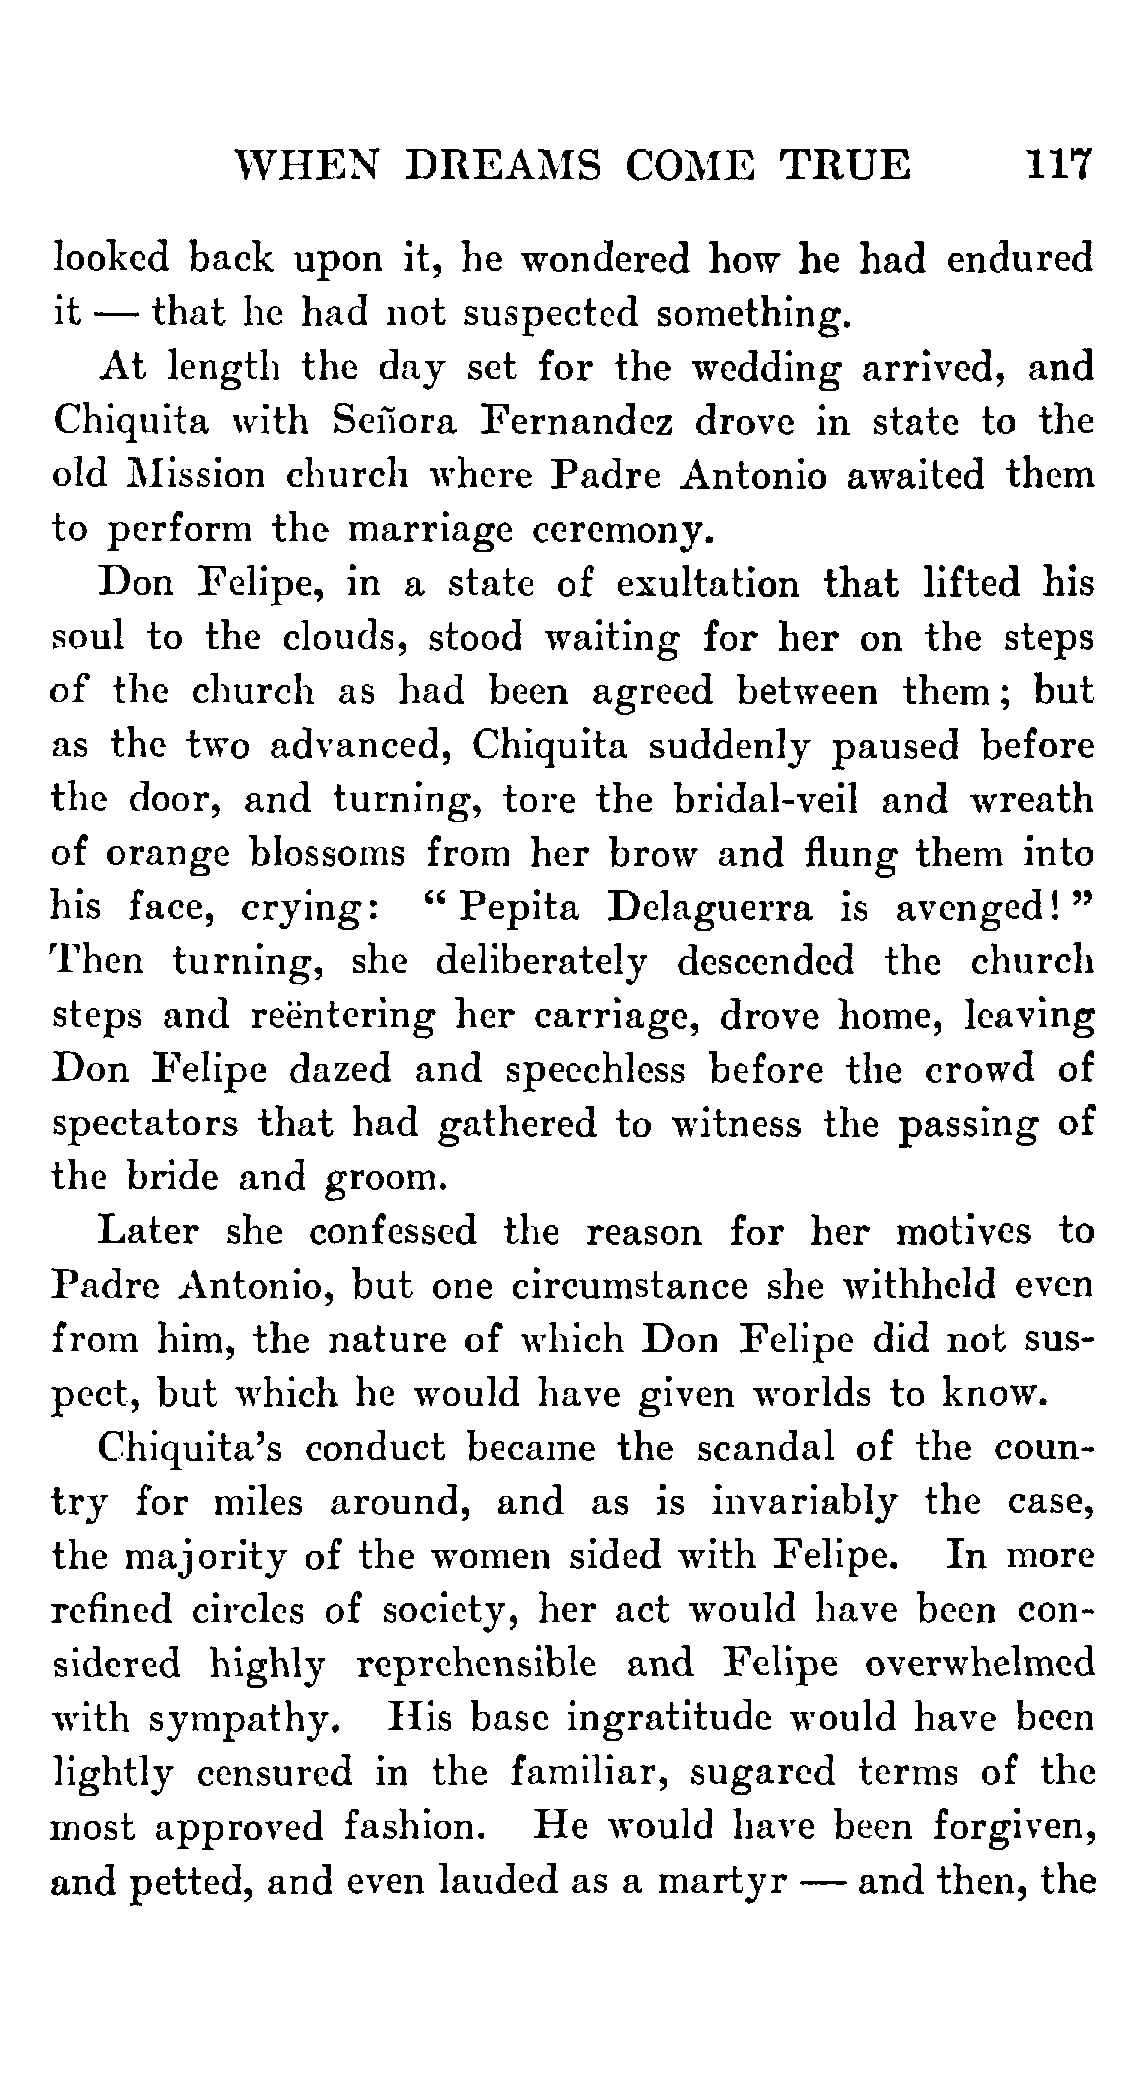 WHEN DREAMS COME TRUE 117
looked back upon it, he wondered how he had endured
it — that he had not suspected something.
At length the day set for the wedding arrived, and
Chiquita with Señora Fernandez drove in state to the
old Mission church where Padre Antonio awaited them
to perform the marriage ceremony.
Don Felipe, in a state of exultation that lifted his
soul to the clouds, stood waiting for her on the steps
of the church as had been agreed between them; but
as the two advanced, Chiquita suddenly paused before
the door, and turning, tore the bridal-veil and wreath
of orange blossoms from her brow and flung them into
his face, crying: "Pepita Delaguerra is avenged!"
Then turning, she deliberately descended the church
steps and reëntering her carriage, drove home, leaving
Don Felipe dazed and speechless before the crowd of
spectators that had gathered to witness the passing of
the bride and groom.
Later she confessed the reason for her motives to
Padre Antonio, but one circumstance she withheld even
from him, the nature of which Don Felipe did not sus-
pect, but which he would have given worlds to know.
Chiquita's conduct became the scandal of the coun-
try for miles around, and as is invariably the case,
the majority of the women sided with Felipe. In more
refined circles of society, her act would have been con-
sidered highly reprehensible and Felipe overwhelmed
with sympathy. His base ingratitude would have been
lightly censured in the familiar, sugared terms of the
most approved fashion. He would have been forgiven,
and petted, and even lauded as a martyr — and then, the